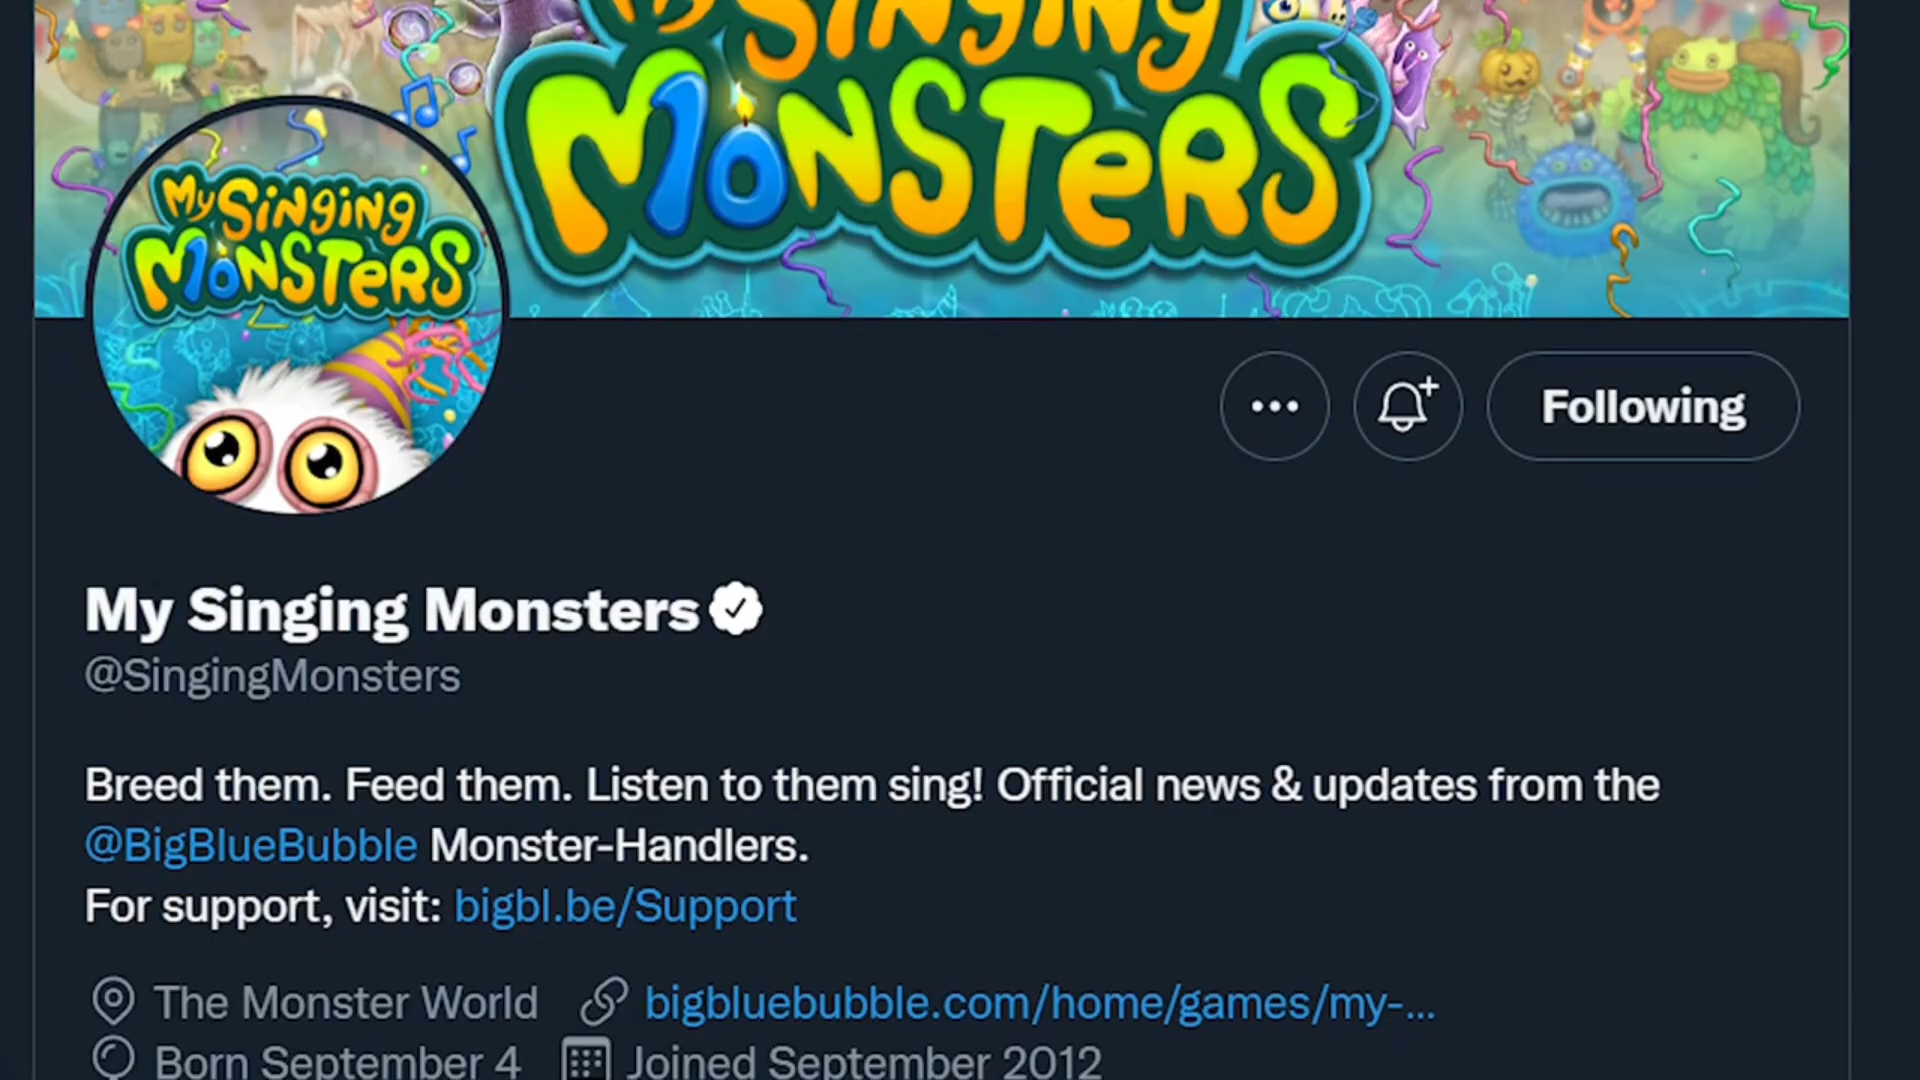 My Singing
MONSTERS
My Singing
MONSTERS
Following
My Singing Monsters
@SingingMonsters
Breed them. Feed them. Listen to them sing! Official news & updates from the
@BigBlueBubble Monster-Handlers.
For support, visit: bigbl.be/Support
The Monster World bigbluebubble.com/home/games/my-...
Born September 4 Joined September 2012